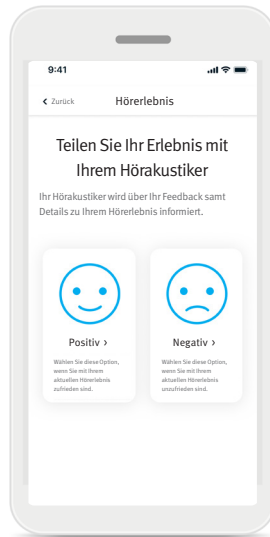 9:41
Zurück
Hörerlebnis
Teilen Sie Ihr Erlebnis mit
Ihrem Hörakustiker
Ihr Hörakustiker wird über Ihr Feedback samt
Details zu Ihrem Hörerlebnis informiert.
Positiv ›
Wählen Sie diese Option,
wenn Sie mit Ihrem
aktuellen Hörerlebnis
zufrieden sind.
Negativ ›
Wählen Sie diese Option,
wenn Sie mit Ihrem
aktuellen Hörerlebnis
unzufrieden sind.